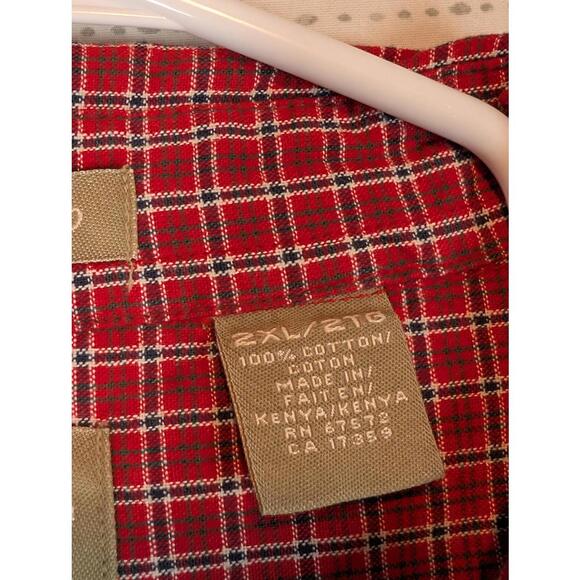 2XL/2TG
100% COTTON/
COTON
MADE IN/
FAIT EN/
KENYA/KENYA
RN 67572
CA 17359